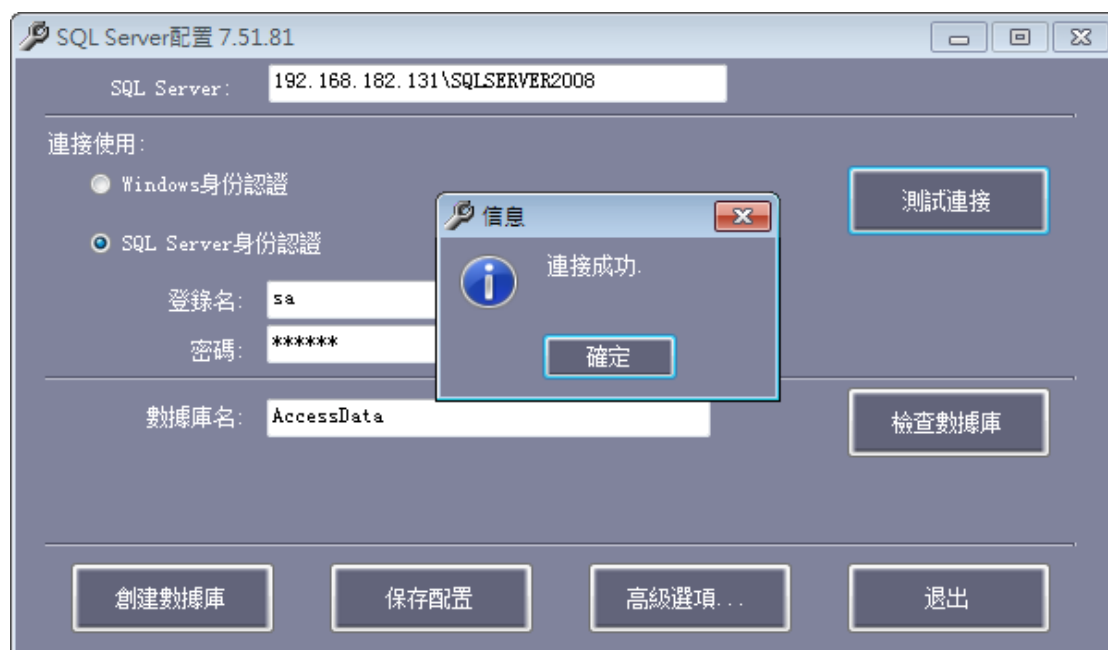 SQL Server配置 7.51.81
SQL Server:
192.168.182.131\SQLSERVER2008
連接使用:
Windows身份認證
SQL Server身份認證
測試連接
信息
連接成功.
確定
登錄名:
sa
密碼:
******
數據庫名:
AccessData
檢查數據庫
創建數據庫
保存配置
高級選項...
退出